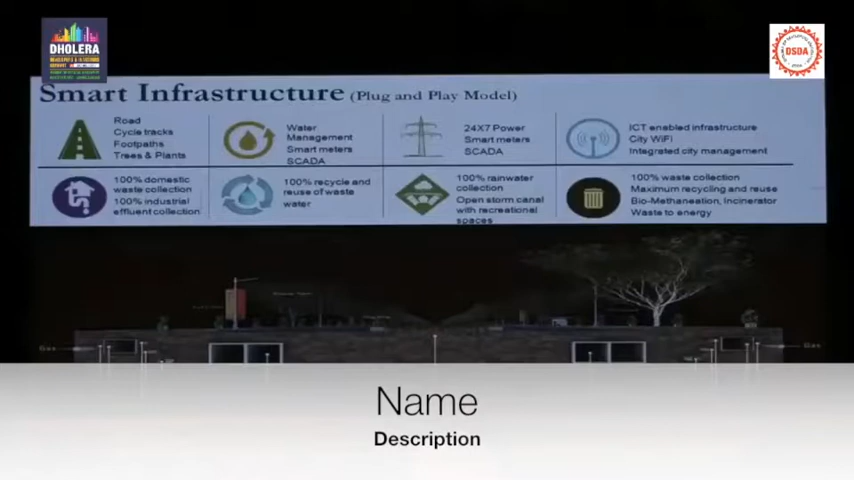 DHOLERA
DSDA
Smart Infrastructure (Plug and Play Model)
Road
Cycle tracks
Footpaths
Trees & Plants
Water
Management
Smart meters
SCADA
24X7 Power
Smart meters
SCADA
ICT enabled infrastructure
City WiFi
Integrated city management
100% domestic
waste collection
100% industrial
effluent collection
100% recycle and
reuse of waste
water
100% rainwater
collection
Open storm canal
with recreational
spaces
100% waste collection
Maximum recycling and reuse
Bio-Methaneation, Incinerator
Waste to energy
Gas
Gas
Name
Description